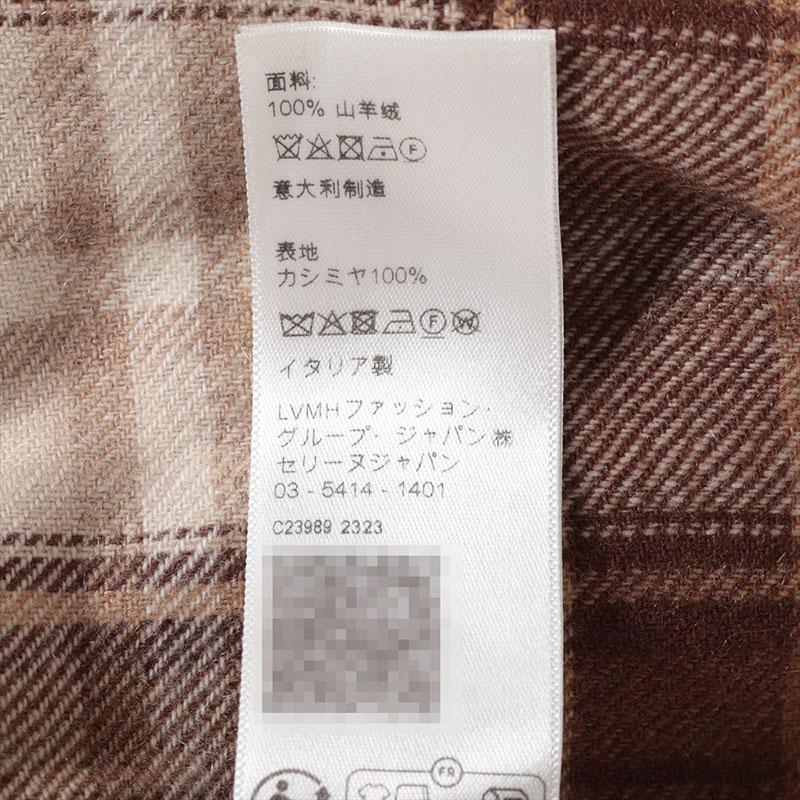 面料:
100% 山羊绒
F
意大利制造
表地
カシミヤ100%
F W
イタリア製
LVMHファッション・
グループ・ジャパン㈱
セリーヌジャパン
03 - 5414 - 1401
C23989 2323
FR